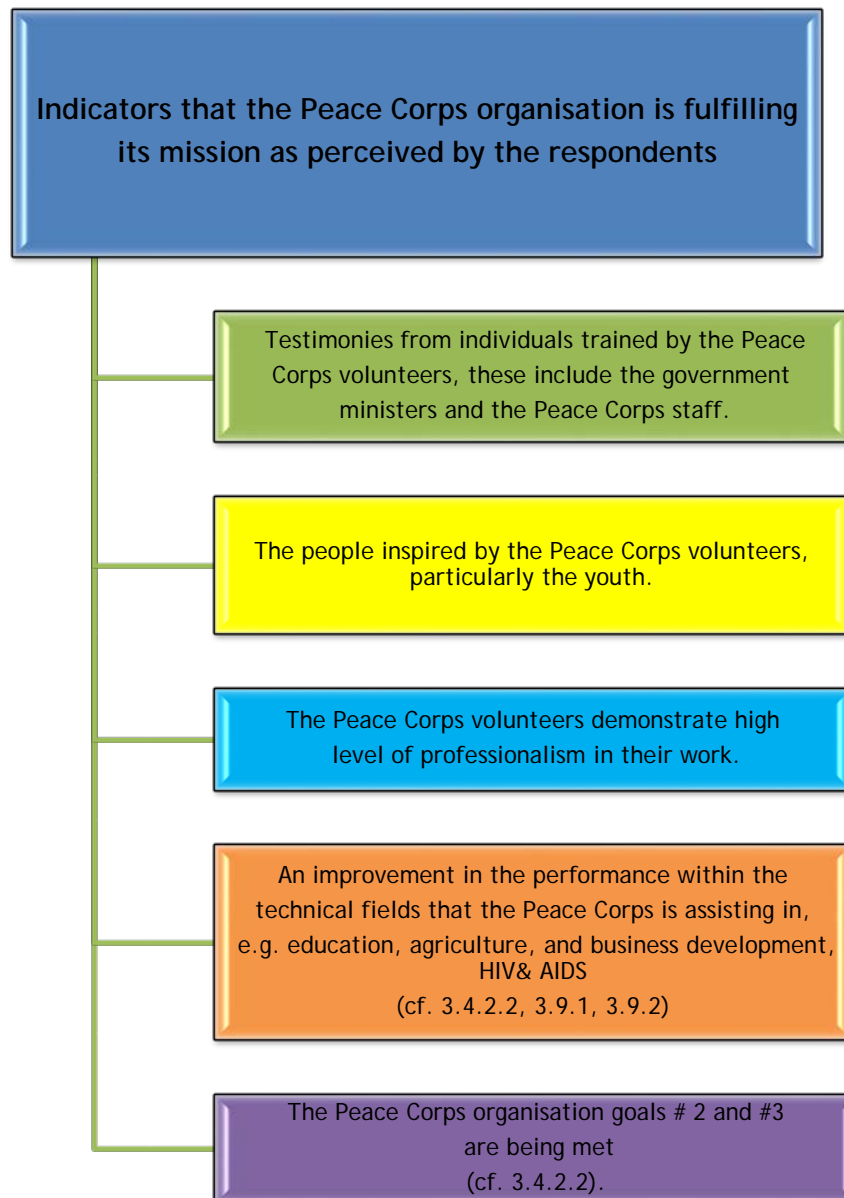 Indicators that the Peace Corps organisation is fulfilling
its mission as perceived by the respondents
Testimonies from individuals trained by the Peace
Corps volunteers, these include the government
ministers and the Peace Corps staff.
The people inspired by the Peace Corps volunteers,
particularly the youth.
The Peace Corps volunteers demonstrate high
level of professionalism in their work.
An improvement in the performance within the
technical fields that the Peace Corps is assisting in,
e.g. education, agriculture, and business development,
HIV& AIDS
(cf. 3.4.2.2, 3.9.1, 3.9.2)
The Peace Corps organisation goals # 2 and #3
are being met
(cf. 3.4.2.2).